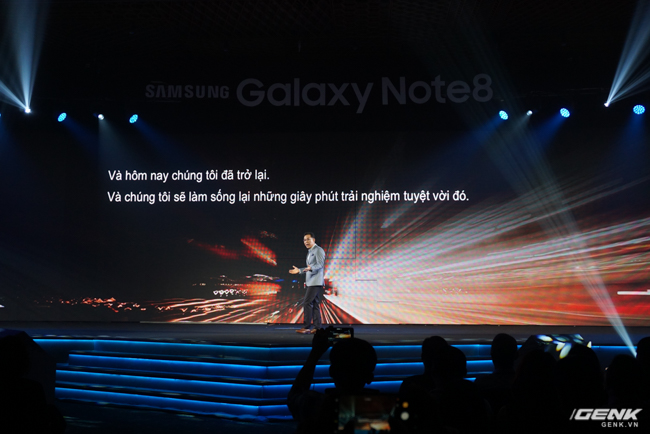 SAMSUNG Galaxy Note8
Và hôm nay chúng tôi đã trở lại.
Và chúng tôi sẽ làm sống lại những giây phút trải nghiệm tuyệt vời đó.
GENK
GENK.VN